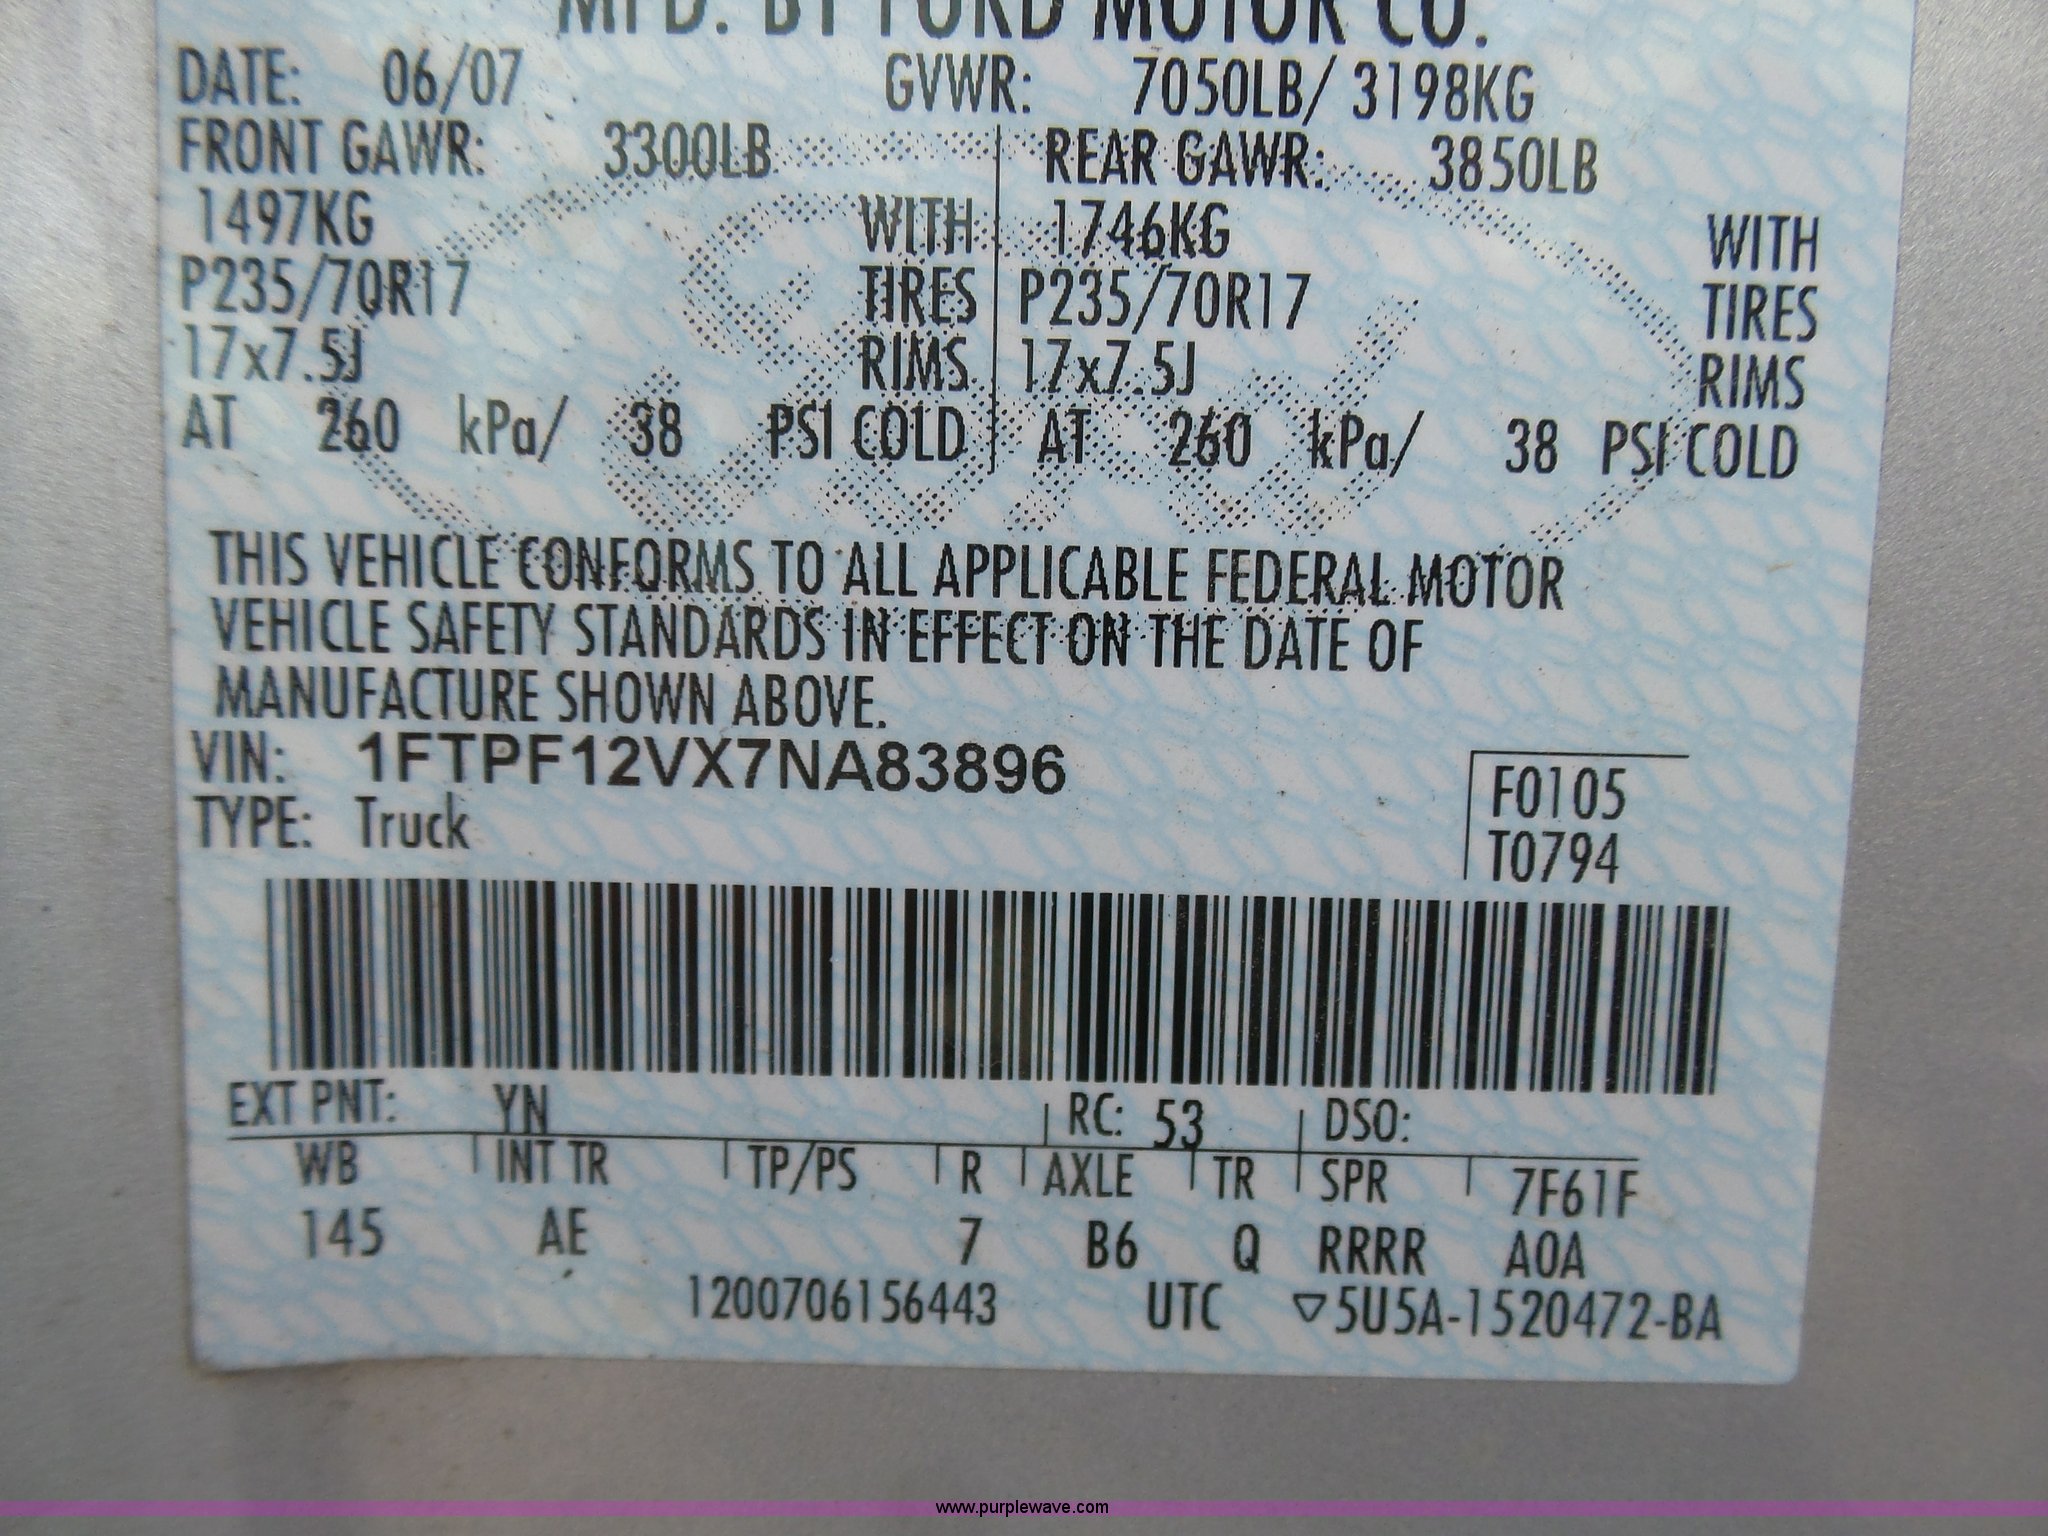 MFD. BY FORD MOTOR CO.
DATE: 06/07 GVWR: 7050LB/ 3198KG
FRONT GAWR: 3300LB REAR GAWR: 3850LB
1497KG WITH 1746KG WITH
P235/70R17 TIRES P235/70R17 TIRES
17x7.5J RIMS 17x7.5J RIMS
AT 260 kPa/ 38 PSI COLD AT 260 kPa/ 38 PSI COLD
THIS VEHICLE CONFORMS TO ALL APPLICABLE FEDERAL MOTOR
VEHICLE SAFETY STANDARDS IN EFFECT ON THE DATE OF
MANUFACTURE SHOWN ABOVE.
VIN: 1FTPF12VX7NA83896
TYPE: Truck
F0105
T0794
EXT PNT: YN RC: 53 DSO:
WB INT TR TP/PS R AXLE TR SPR 7F61F
145 AE 7 B6 Q RRRR A0A
1200706156443 UTC ▽5U5A-1520472-BA
www.purplewave.com